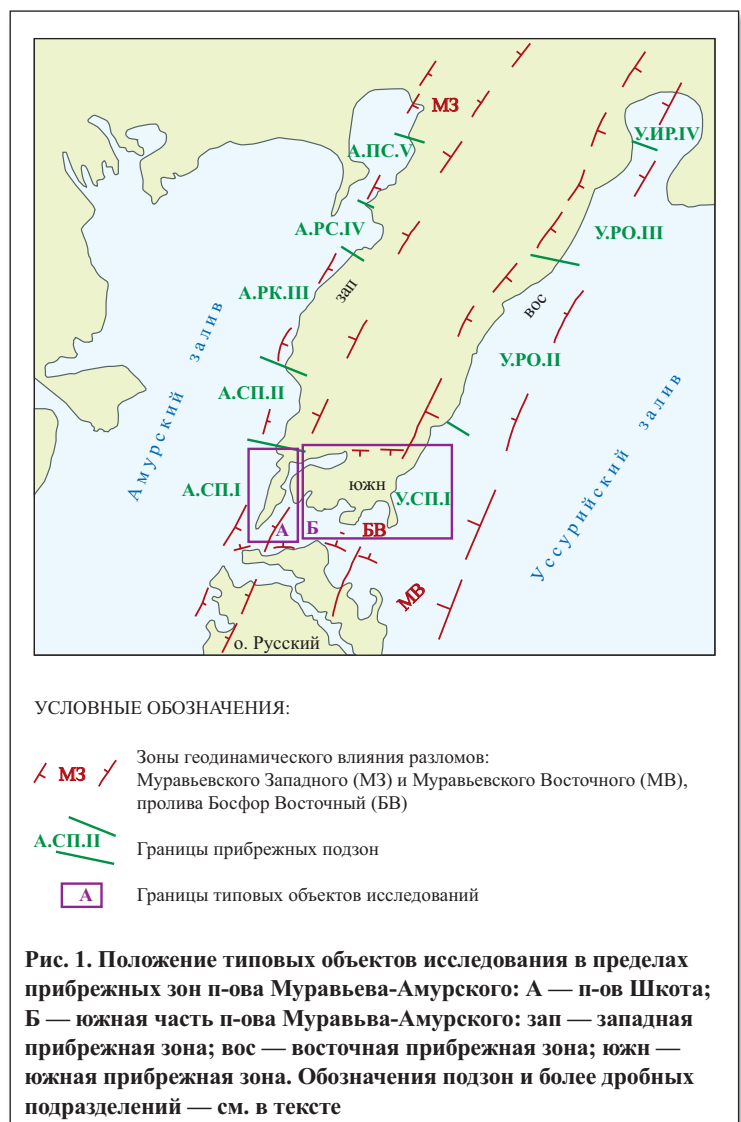 МЗ
У.ИР.IV
А.ПС.V
А.РС.IV
У.РО.III
А.РК.III
зап
вос
Амурский залив
У.РО.II
А.СП.II
Уссурийский залив
А.СП.I
южн
У.СП.I
А
Б
БВ
МВ
о. Русский
УСЛОВНЫЕ ОБОЗНАЧЕНИЯ:
МЗ
Зоны геодинамического влияния разломов:
Муравьевского Западного (МЗ) и Муравьевского Восточного (МВ),
пролива Босфор Восточный (БВ)
А.СП.II
Границы прибрежных подзон
А
Границы типовых объектов исследований
Рис. 1. Положение типовых объектов исследования в пределах
прибрежных зон п-ова Муравьева-Амурского: А — п-ов Шкота;
Б — южная часть п-ова Муравьва-Амурского: зап — западная
прибрежная зона; вос — восточная прибрежная зона; южн —
южная прибрежная зона. Обозначения подзон и более дробных
подразделений — см. в тексте